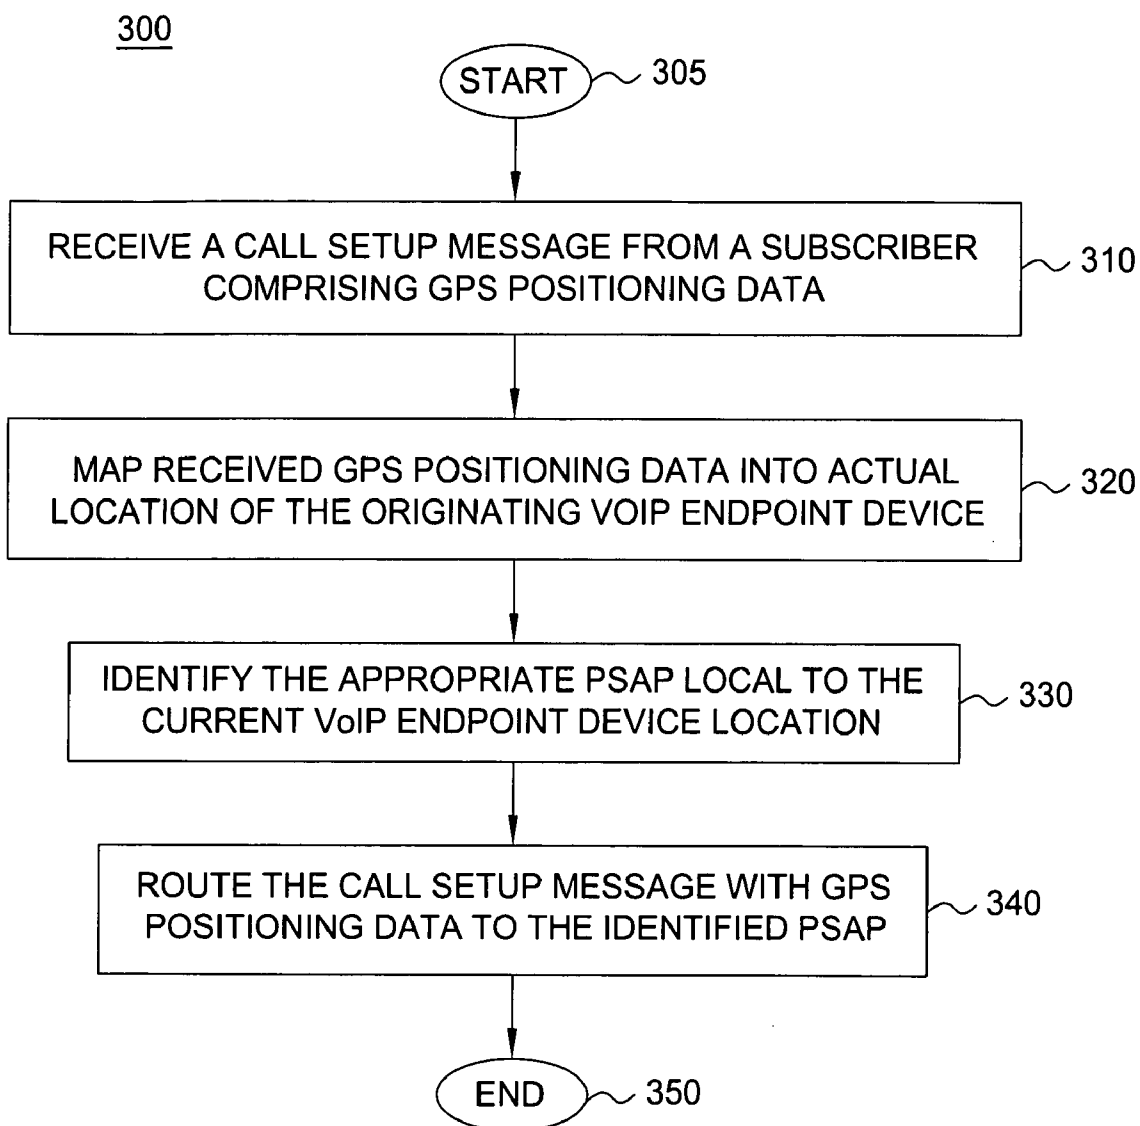 300
START
305
RECEIVE A CALL SETUP MESSAGE FROM A SUBSCRIBER
COMPRISING GPS POSITIONING DATA
310
MAP RECEIVED GPS POSITIONING DATA INTO ACTUAL
LOCATION OF THE ORIGINATING VOIP ENDPOINT DEVICE
320
IDENTIFY THE APPROPRIATE PSAP LOCAL TO THE
CURRENT VoIP ENDPOINT DEVICE LOCATION
330
ROUTE THE CALL SETUP MESSAGE WITH GPS
POSITIONING DATA TO THE IDENTIFIED PSAP
340
END
350